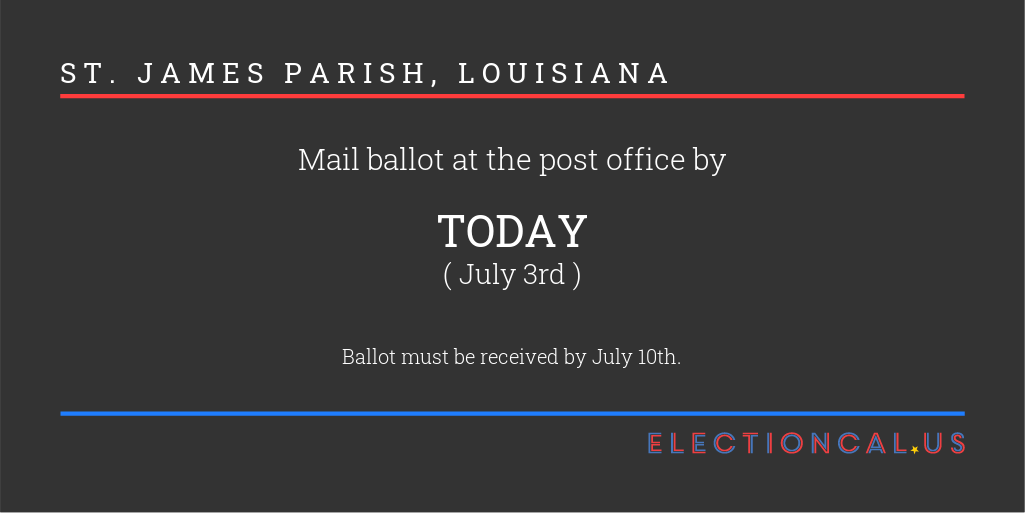 ST. JAMES PARISH, LOUISIANA
Mail ballot at the post office by
TODAY
( July 3rd )
Ballot must be received by July 10th.
ELECTIONCAL.US